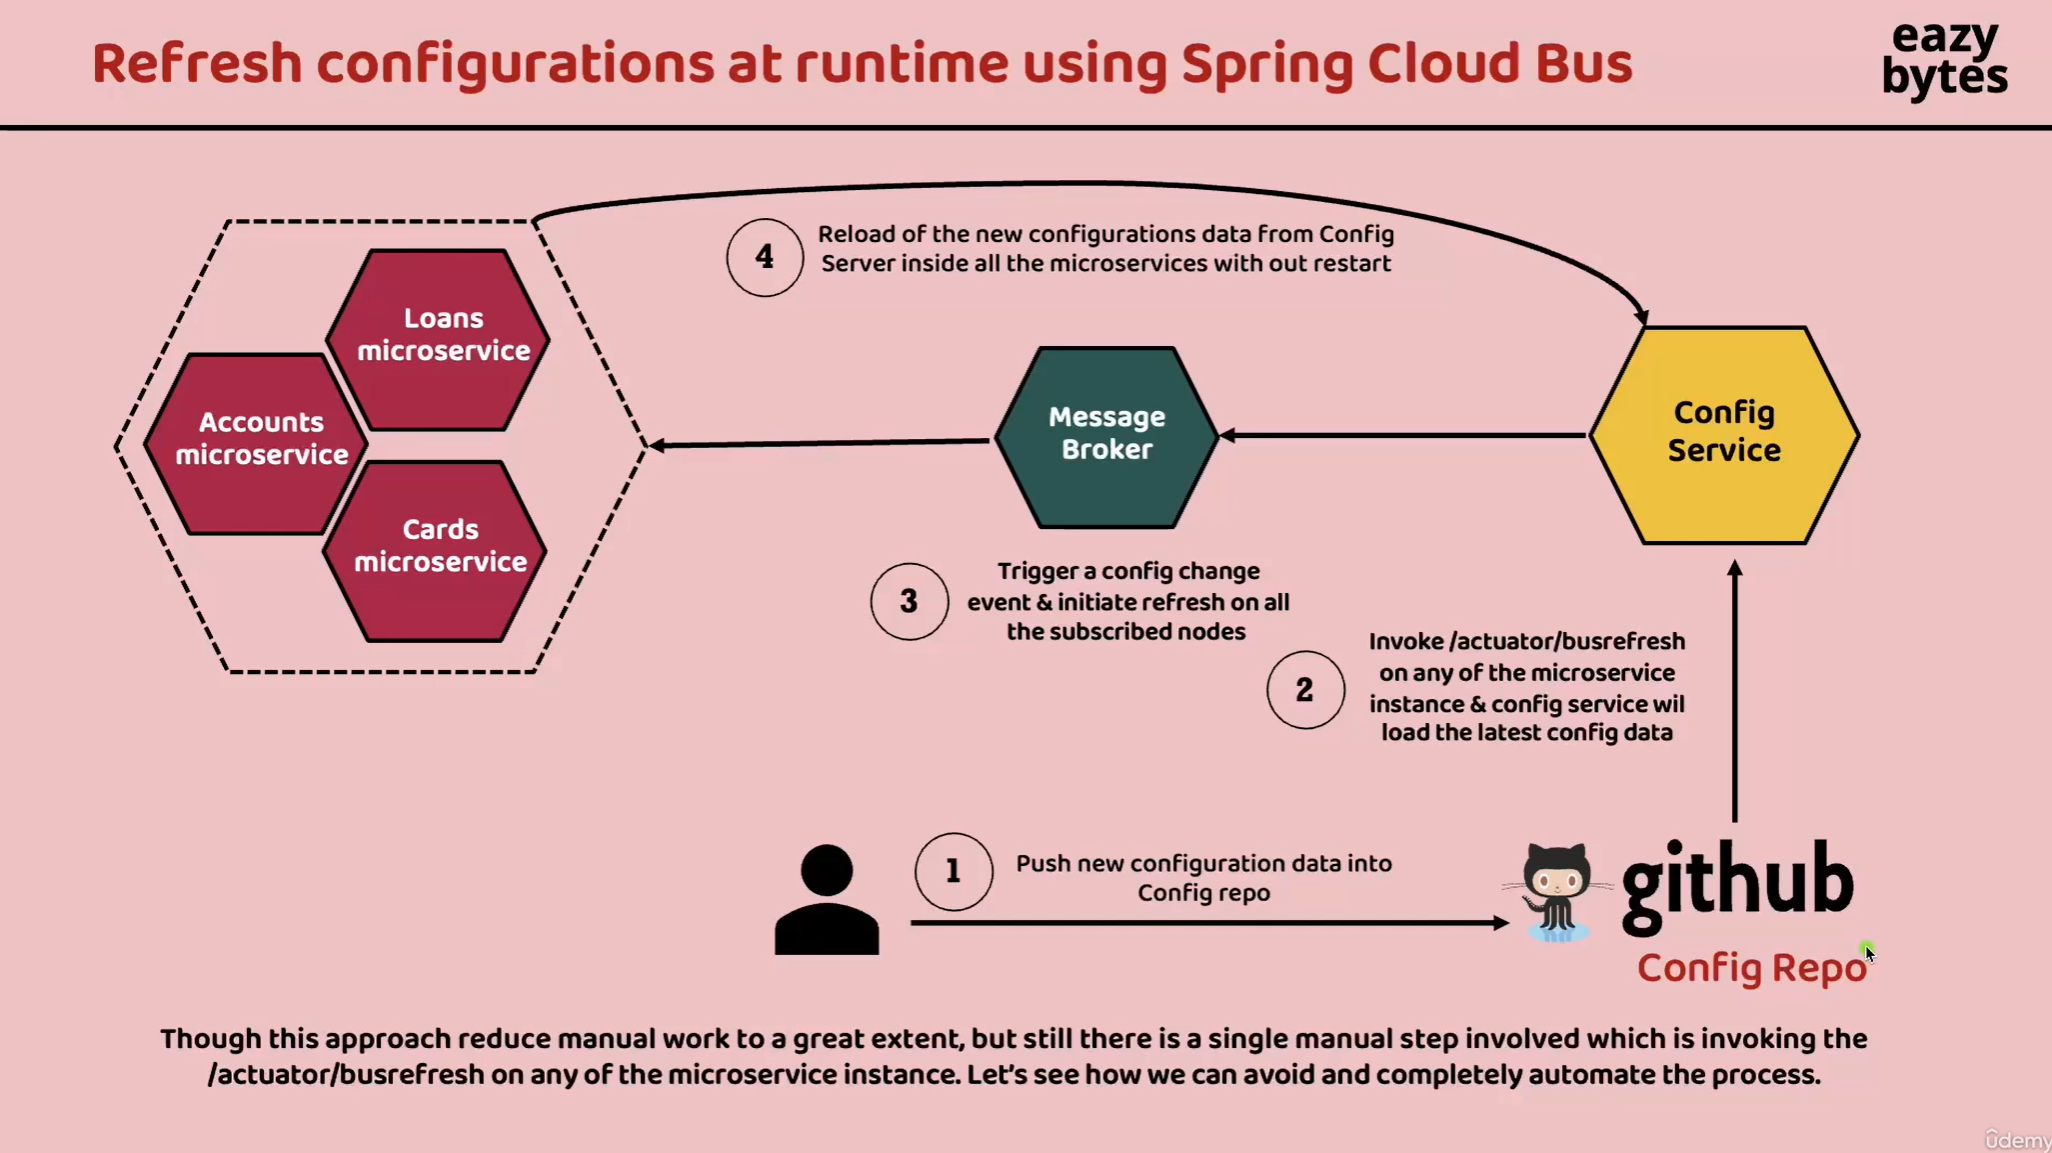 Refresh configurations at runtime using Spring Cloud Bus
eazy
bytes
4
Reload of the new configurations data from Config
Server inside all the microservices with out restart
Loans
microservice
Accounts
microservice
Cards
microservice
Message
Broker
Config
Service
3
Trigger a config change
event & initiate refresh on all
the subscribed nodes
2
Invoke /actuator/busrefresh
on any of the microservice
instance & config service wil
load the latest config data
1
Push new configuration data into
Config repo
github
Config Repo
Though this approach reduce manual work to a great extent, but still there is a single manual step involved which is invoking the
/actuator/busrefresh on any of the microservice instance. Let's see how we can avoid and completely automate the process.
ûdemy